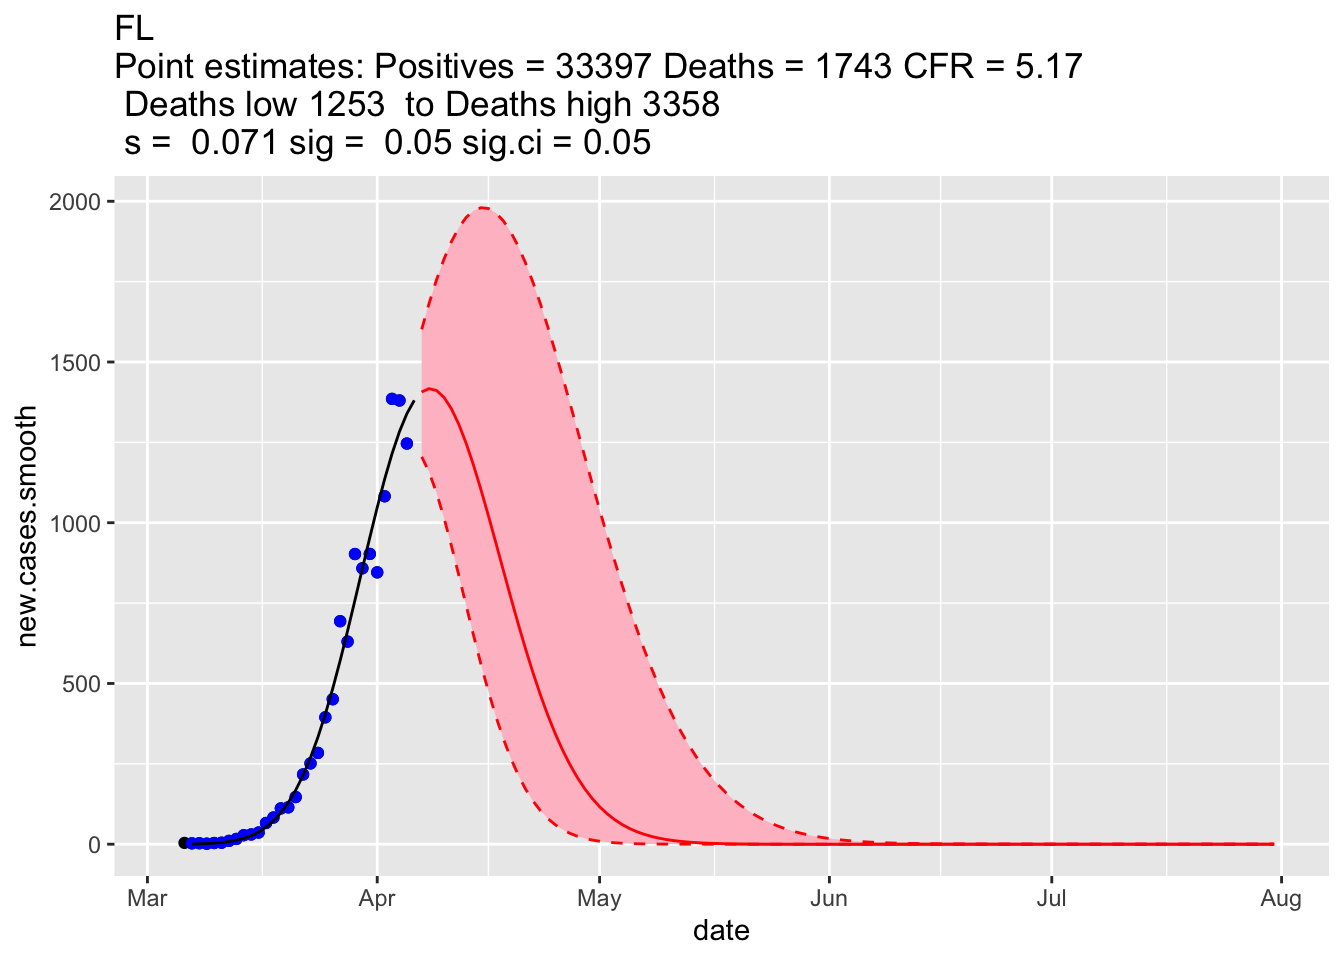 FL
Point estimates: Positives = 33397 Deaths = 1743 CFR = 5.17
Deaths low 1253  to Deaths high 3358
s =  0.071 sig =  0.05 sig.ci = 0.05
2000
1500
1000
500
0
new.cases.smooth
Mar Apr May Jun Jul Aug
date